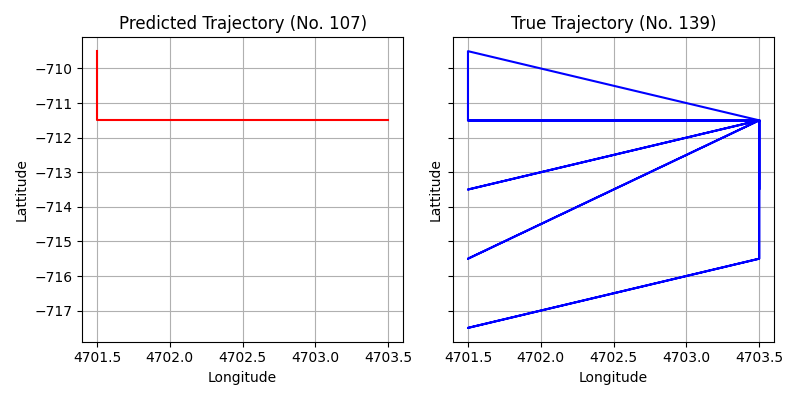 Predicted Trajectory (No. 107)
−710
−711
−712
−713
−714
−715
−716
−717
Lattitude
4701.5 4702.0 4702.5 4703.0 4703.5
Longitude
True Trajectory (No. 139)
Lattitude
4701.5 4702.0 4702.5 4703.0 4703.5
Longitude